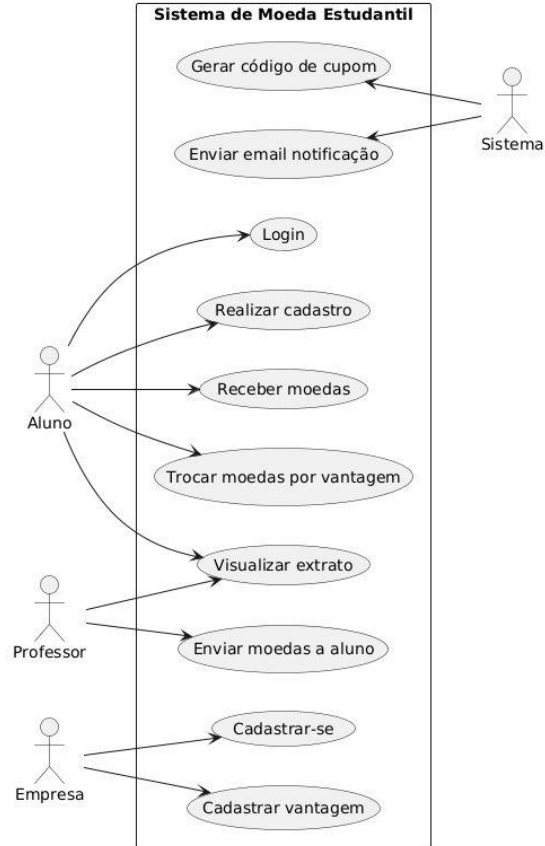 Sistema de Moeda Estudantil
Gerar código de cupom
Sistema
Enviar email notificação
Login
Realizar cadastro
Receber moedas
Aluno
Trocar moedas por vantagem
Visualizar extrato
Professor
Enviar moedas a aluno
Cadastrar-se
Empresa
Cadastrar vantagem